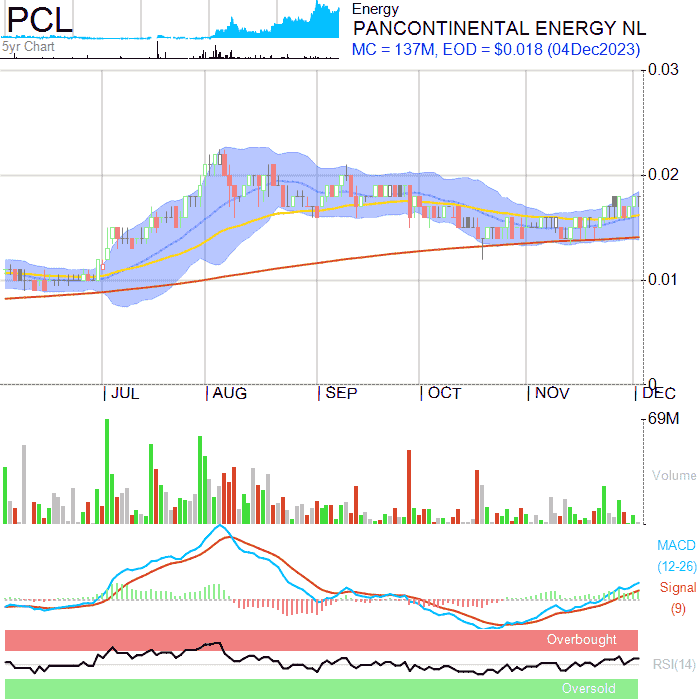 PCL
5yr Chart
Energy
PANCONTINENTAL ENERGY NL
MC = 137M, EOD = $0.018 (04Dec2023)
0.03
0.02
0.01
0
JUL AUG SEP OCT NOV DEC
69M
Volume
MACD
(12-26)
Signal
(9)
Overbought
RSI(14)
Oversold